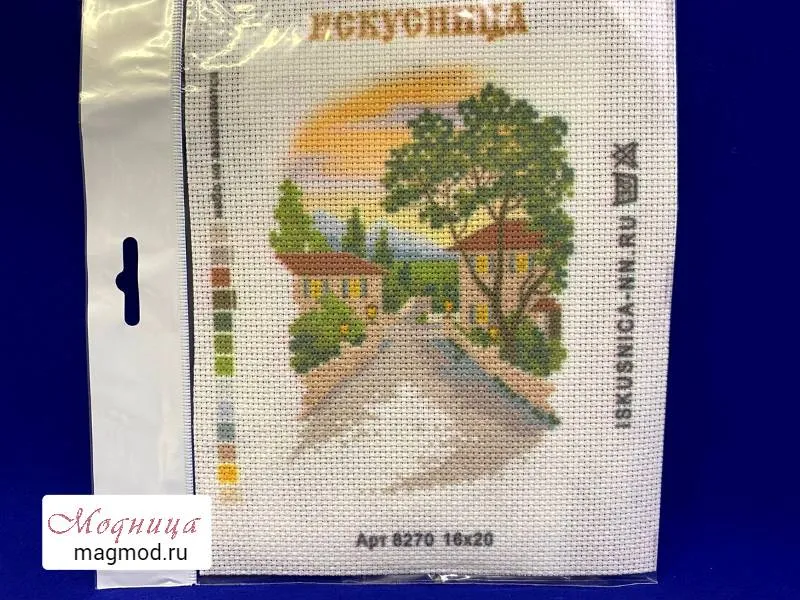 ИСКУСНИЦА
ISKUSNICA-NN.RU
Арт 8270 16x20
Модница
magmod.ru